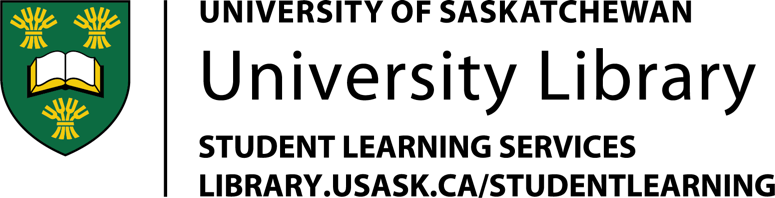 UNIVERSITY OF SASKATCHEWAN
University Library
STUDENT LEARNING SERVICES
LIBRARY.USASK.CA/STUDENTLEARNING